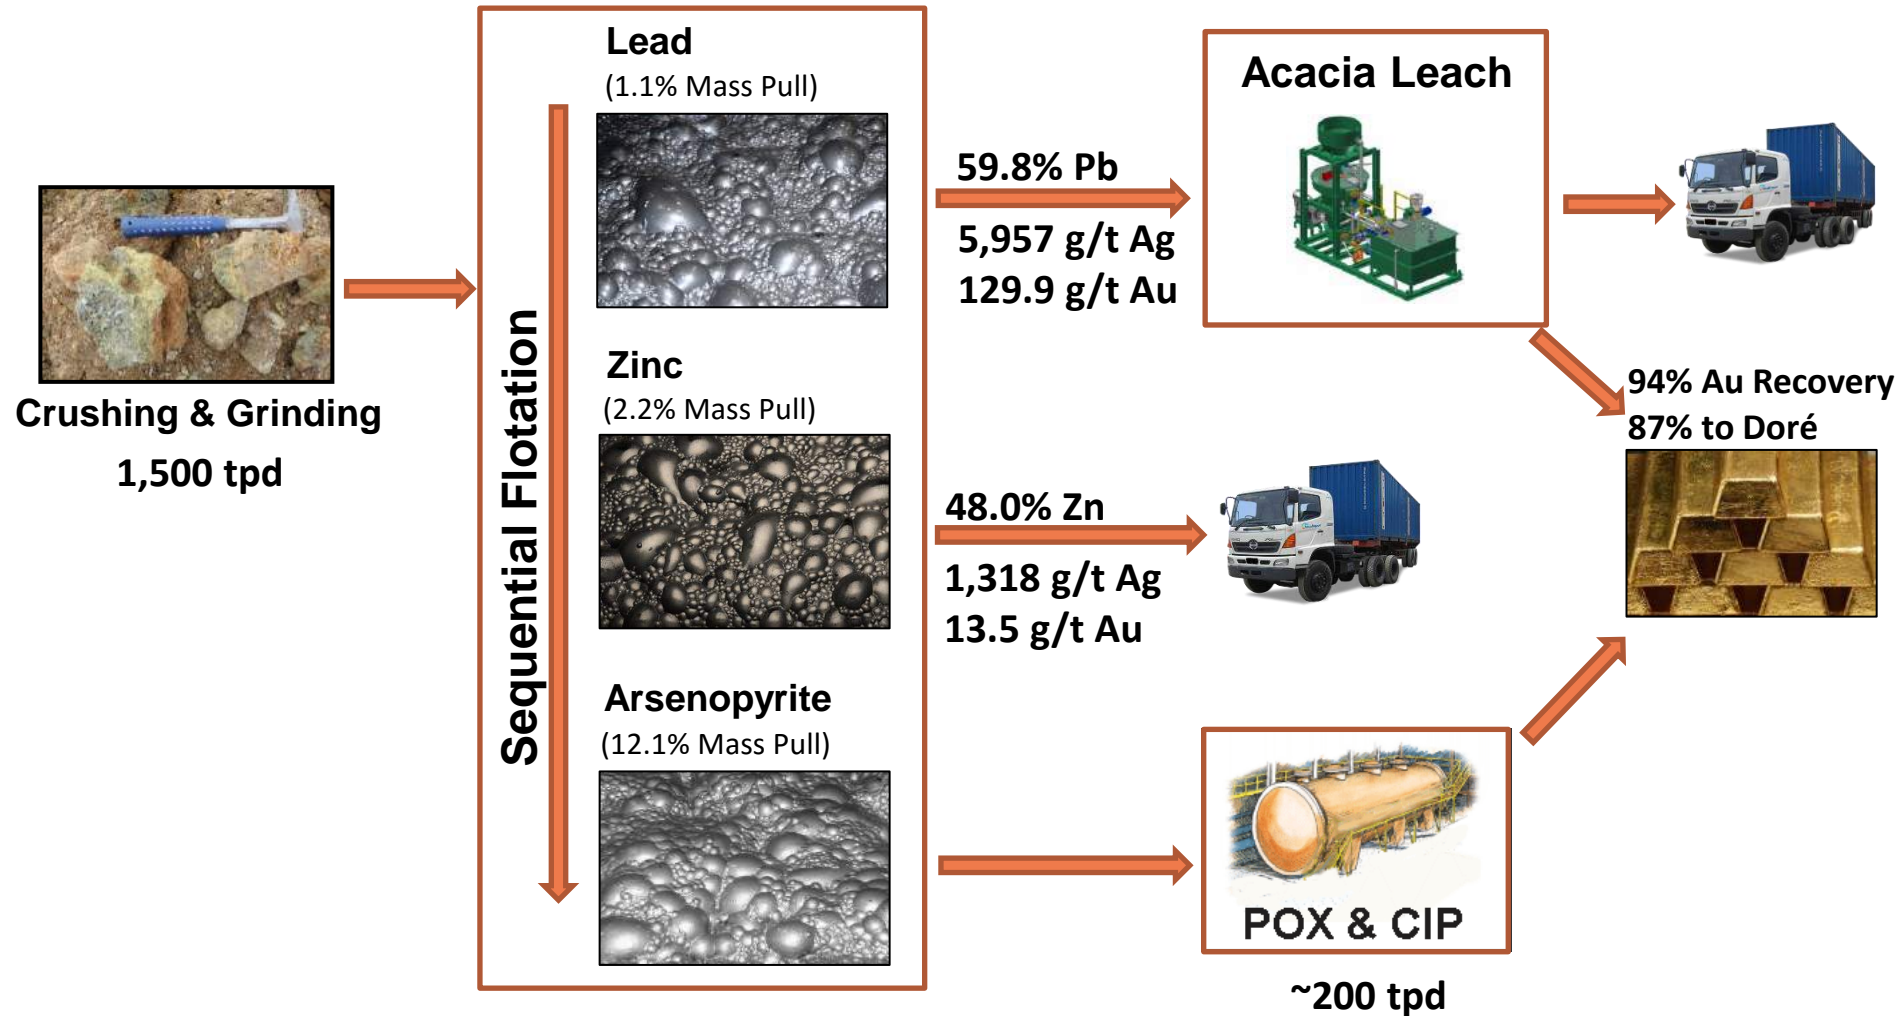 Crushing & Grinding
1,500 tpd
Sequential Flotation
Lead
(1.1% Mass Pull)
Zinc
(2.2% Mass Pull)
Arsenopyrite
(12.1% Mass Pull)
59.8% Pb
5,957 g/t Ag
129.9 g/t Au
48.0% Zn
1,318 g/t Ag
13.5 g/t Au
Acacia Leach
POX & CIP
~200 tpd
94% Au Recovery
87% to Doré